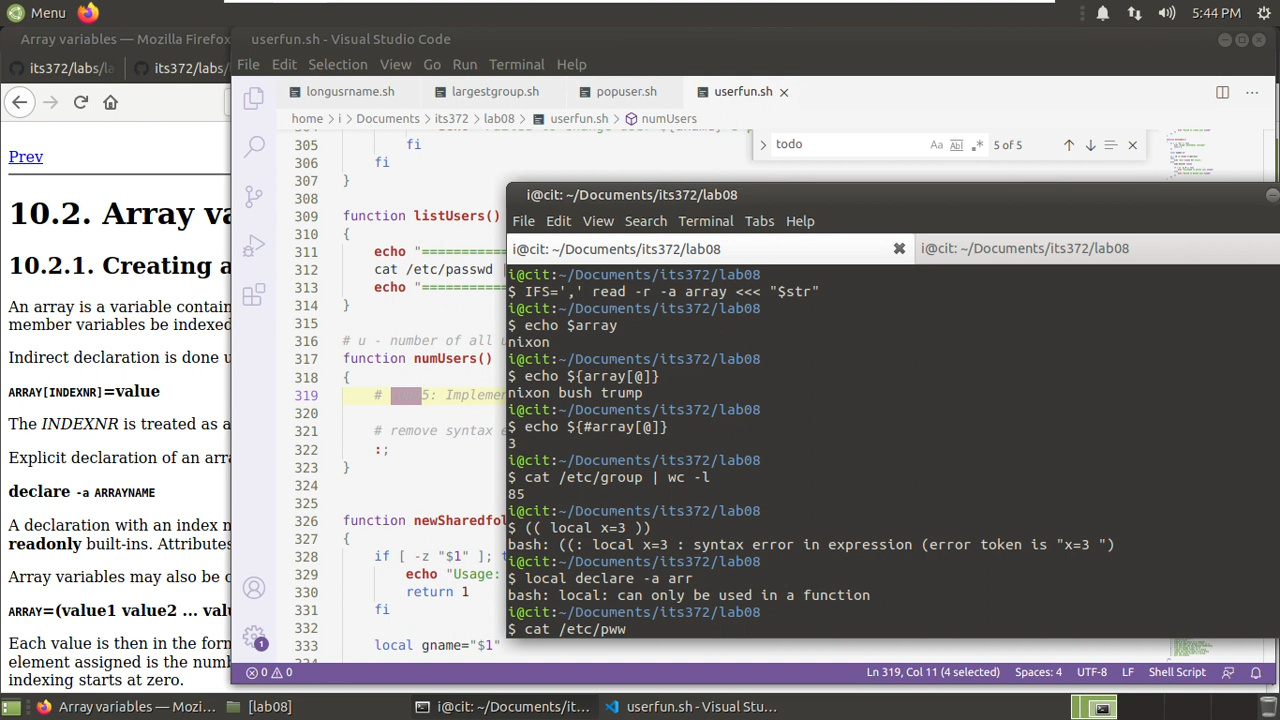 Menu
5:44 PM
Array variables — Mozilla Firefox
userfun.sh - Visual Studio Code
its372/labs/la
its372/labs/
File Edit Selection View Go Run Terminal Help
longusrname.sh
largestgroup.sh
popuser.sh
userfun.sh
home › i › Documents › its372 › lab08 › userfun.sh › numUsers
todo
Aa Abl .*
5 of 5
Prev
10.2. Array va
10.2.1. Creating a
An array is a variable contain
member variables be indexed
Indirect declaration is done u
ARRAY[INDEXNR]=value
The INDEXNR is treated as a
Explicit declaration of an arra
declare -a ARRAYNAME
A declaration with an index n
readonly built-ins. Attributes
Array variables may also be c
ARRAY=(value1 value2 ... valu
Each value is then in the form
element assigned is the numb
indexing starts at zero.
305 fi
306 fi
307 }
308
309 function listUsers()
310 {
311 echo "===========
312 cat /etc/passwd |
313 echo "===========
314 }
315
316 # u - number of all u
317 function numUsers()
318 {
319 # 5: Implemen
320
321 # remove syntax e
322 :;
323 }
324
325
326 function newSharedfol
327 {
328 if [ -z "$1" ]; t
329 echo "Usage:
330 return 1
331 fi
332
333 local gname="$1"
i@cit: ~/Documents/its372/lab08
File Edit View Search Terminal Tabs Help
i@cit: ~/Documents/its372/lab08
i@cit: ~/Documents/its372/lab08
i@cit:~/Documents/its372/lab08
$ IFS=',' read -r -a array <<< "$str"
i@cit:~/Documents/its372/lab08
$ echo $array
nixon
i@cit:~/Documents/its372/lab08
$ echo ${array[@]}
nixon bush trump
i@cit:~/Documents/its372/lab08
$ echo ${#array[@]}
3
i@cit:~/Documents/its372/lab08
$ cat /etc/group | wc -l
85
i@cit:~/Documents/its372/lab08
$ (( local x=3 ))
bash: ((: local x=3 : syntax error in expression (error token is "x=3 ")
i@cit:~/Documents/its372/lab08
$ local declare -a arr
bash: local: can only be used in a function
i@cit:~/Documents/its372/lab08
$ cat /etc/pww
1
0 0
Ln 319, Col 11 (4 selected)
Spaces: 4
UTF-8
LF
Shell Script
Array variables — Mozi...
[lab08]
i@cit: ~/Documents/it...
userfun.sh - Visual Stu...